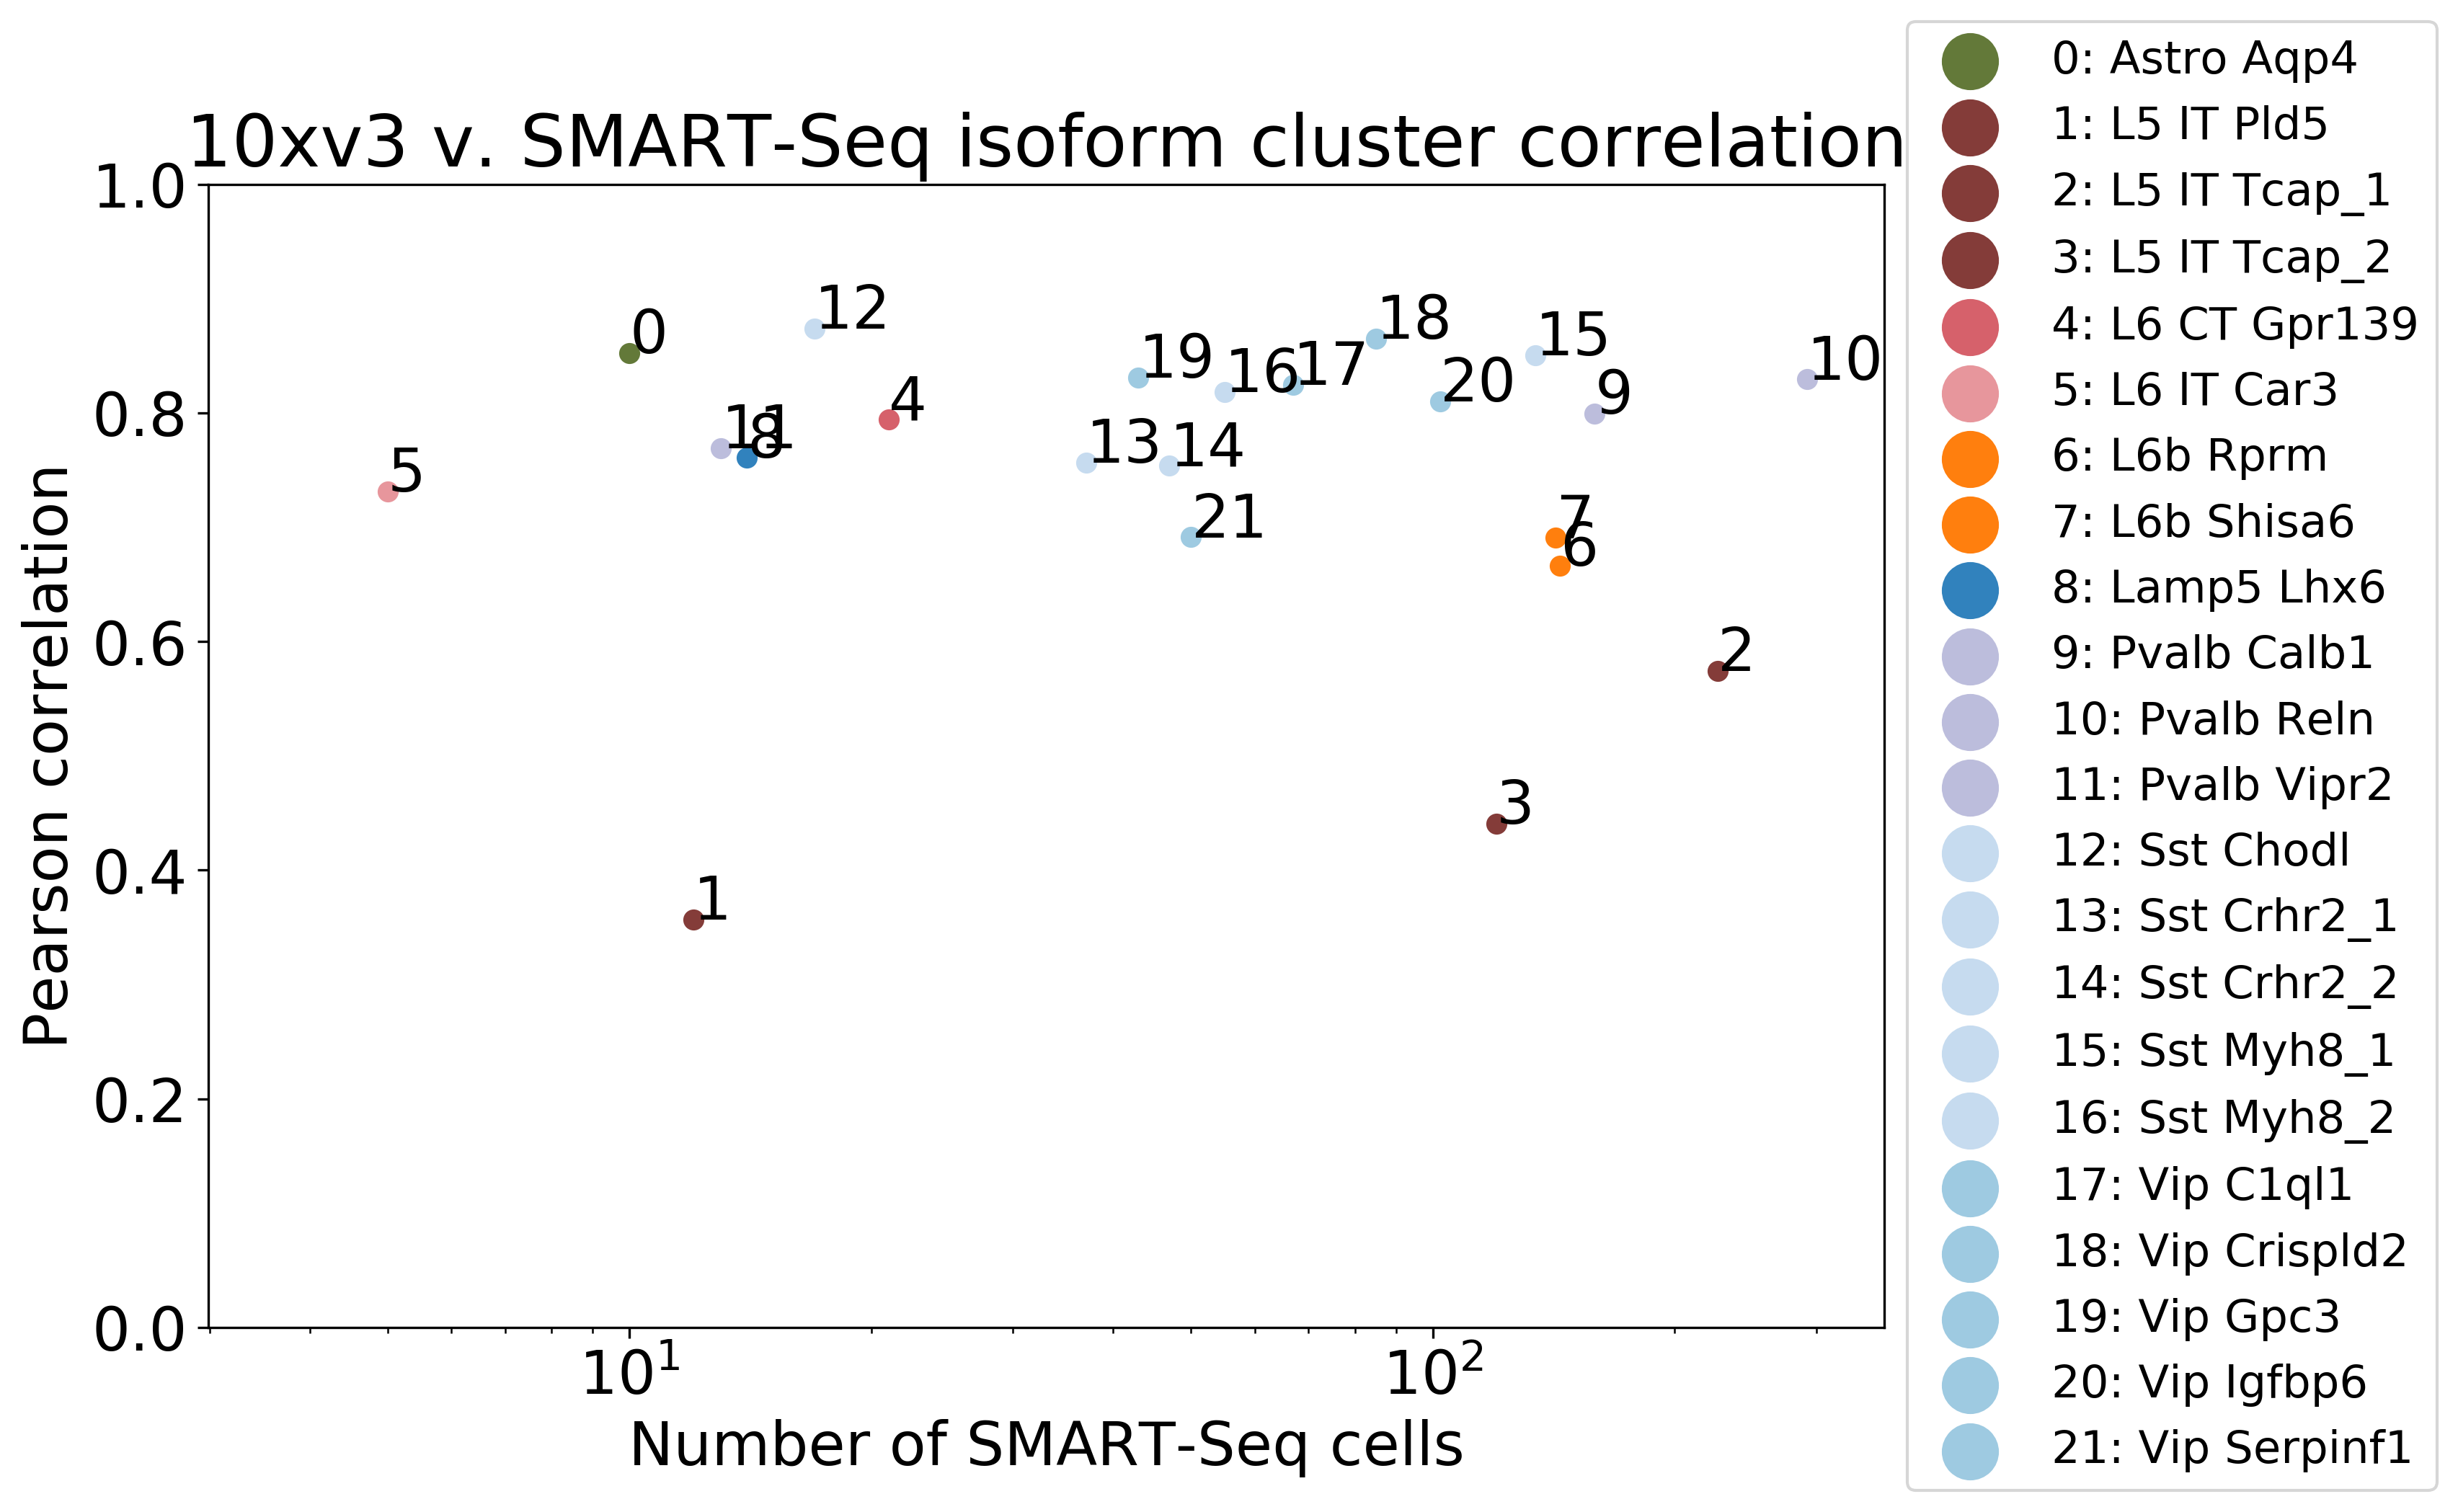 10xv3 v. SMART-Seq isoform cluster correlation
Pearson correlation
1.0
0.8
0.6
0.4
0.2
0.0
10¹
10²
Number of SMART-Seq cells
0
12
19
16
17
18
20
15
9
10
11
8
4
5
13
14
21
7
6
2
3
1
0: Astro Aqp4
1: L5 IT Pld5
2: L5 IT Tcap_1
3: L5 IT Tcap_2
4: L6 CT Gpr139
5: L6 IT Car3
6: L6b Rprm
7: L6b Shisa6
8: Lamp5 Lhx6
9: Pvalb Calb1
10: Pvalb Reln
11: Pvalb Vipr2
12: Sst Chodl
13: Sst Crhr2_1
14: Sst Crhr2_2
15: Sst Myh8_1
16: Sst Myh8_2
17: Vip C1ql1
18: Vip Crispld2
19: Vip Gpc3
20: Vip Igfbp6
21: Vip Serpinf1